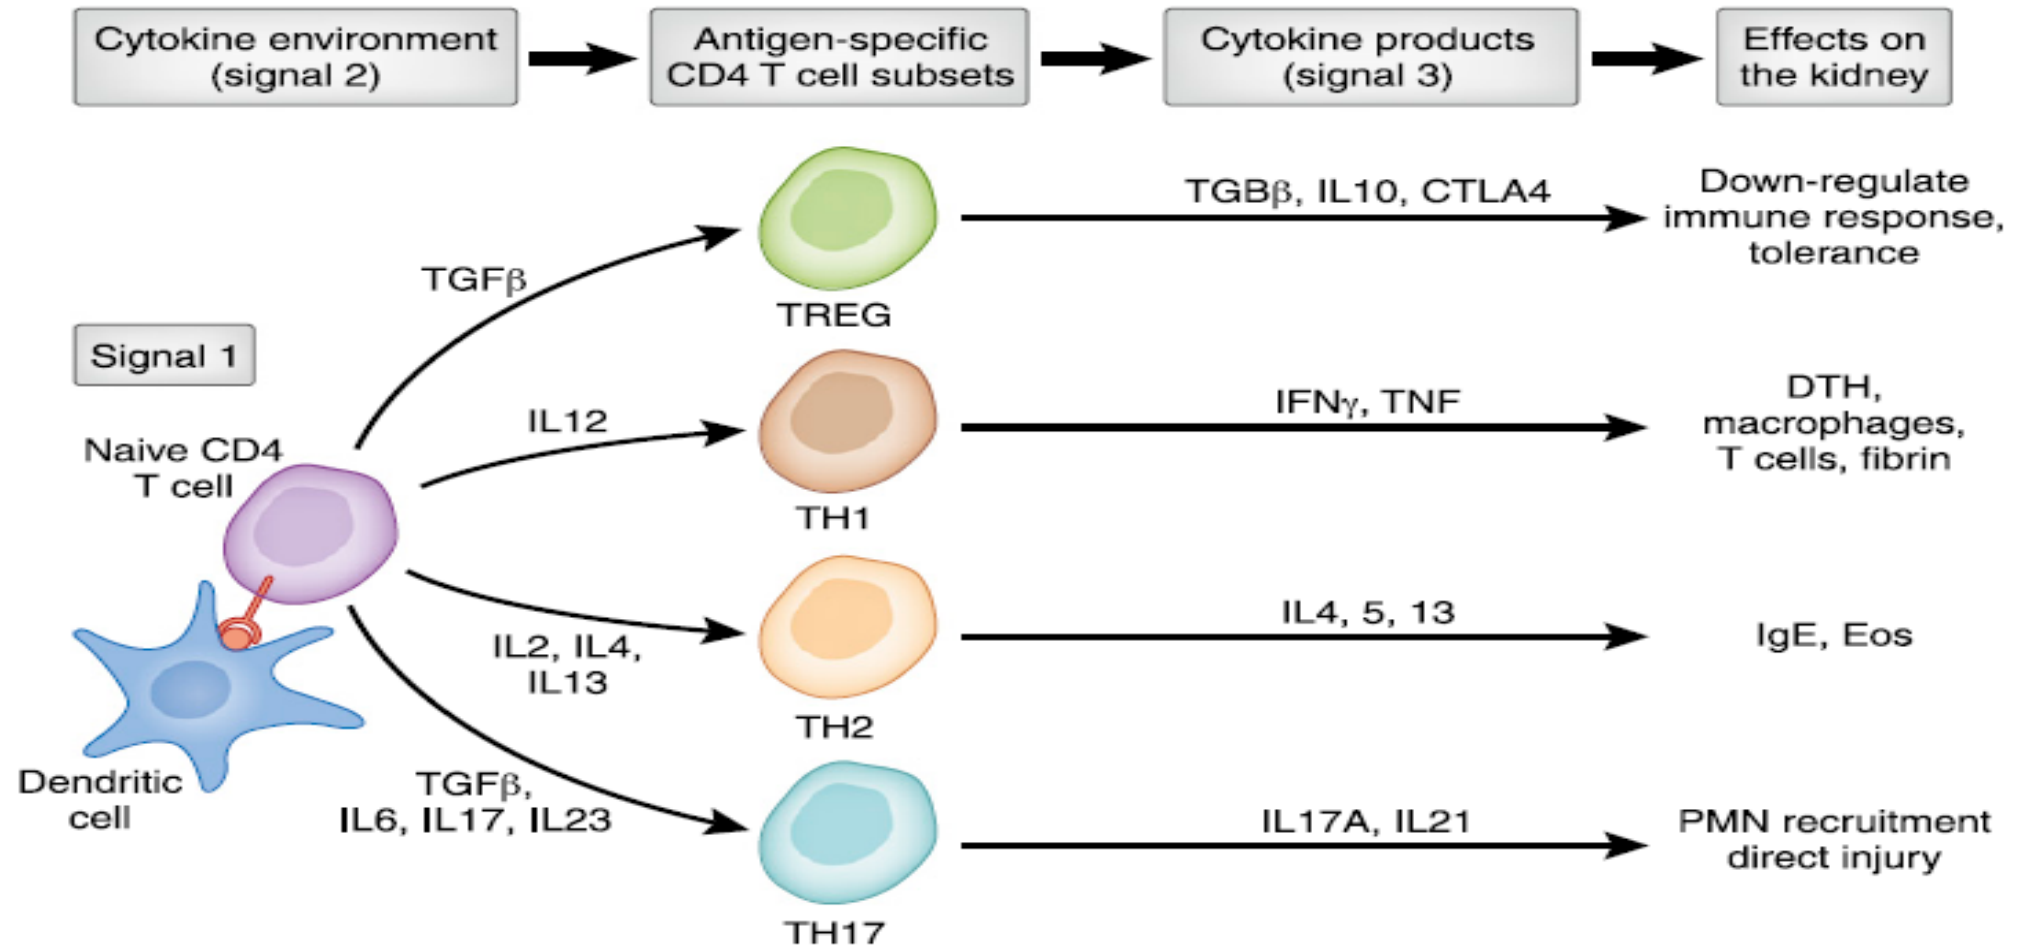 Cytokine environment
(signal 2)
Antigen-specific
CD4 T cell subsets
Cytokine products
(signal 3)
Effects on
the kidney
TGFβ
TREG
TGBβ, IL10, CTLA4
Down-regulate
immune response,
tolerance
Signal 1
Naive CD4
T cell
IL12
TH1
IFNγ, TNF
DTH,
macrophages,
T cells, fibrin
IL2, IL4,
IL13
TH2
IL4, 5, 13
IgE, Eos
Dendritic
cell
TGFβ,
IL6, IL17, IL23
TH17
IL17A, IL21
PMN recruitment
direct injury